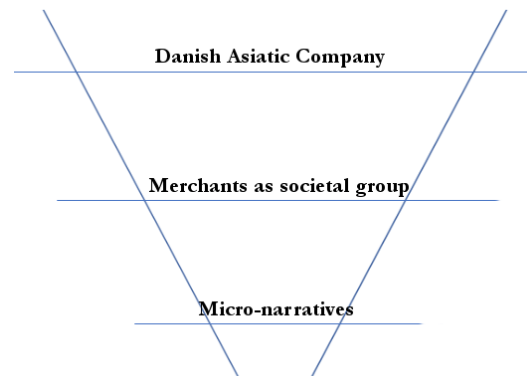 Danish Asiatic Company
Merchants as societal group
Micro-narratives